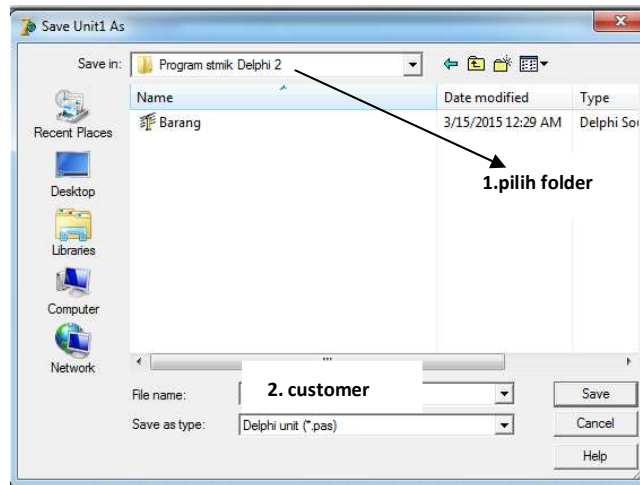 Save Unit1 As
Save in: Program stmik Delphi 2
Name Date modified Type
Barang 3/15/2015 12:29 AM Delphi Sou
Recent Places
1.pilih folder
Desktop
Libraries
Computer
Network
File name: 2. customer Save
Save as type: Delphi unit (*.pas) Cancel
Help